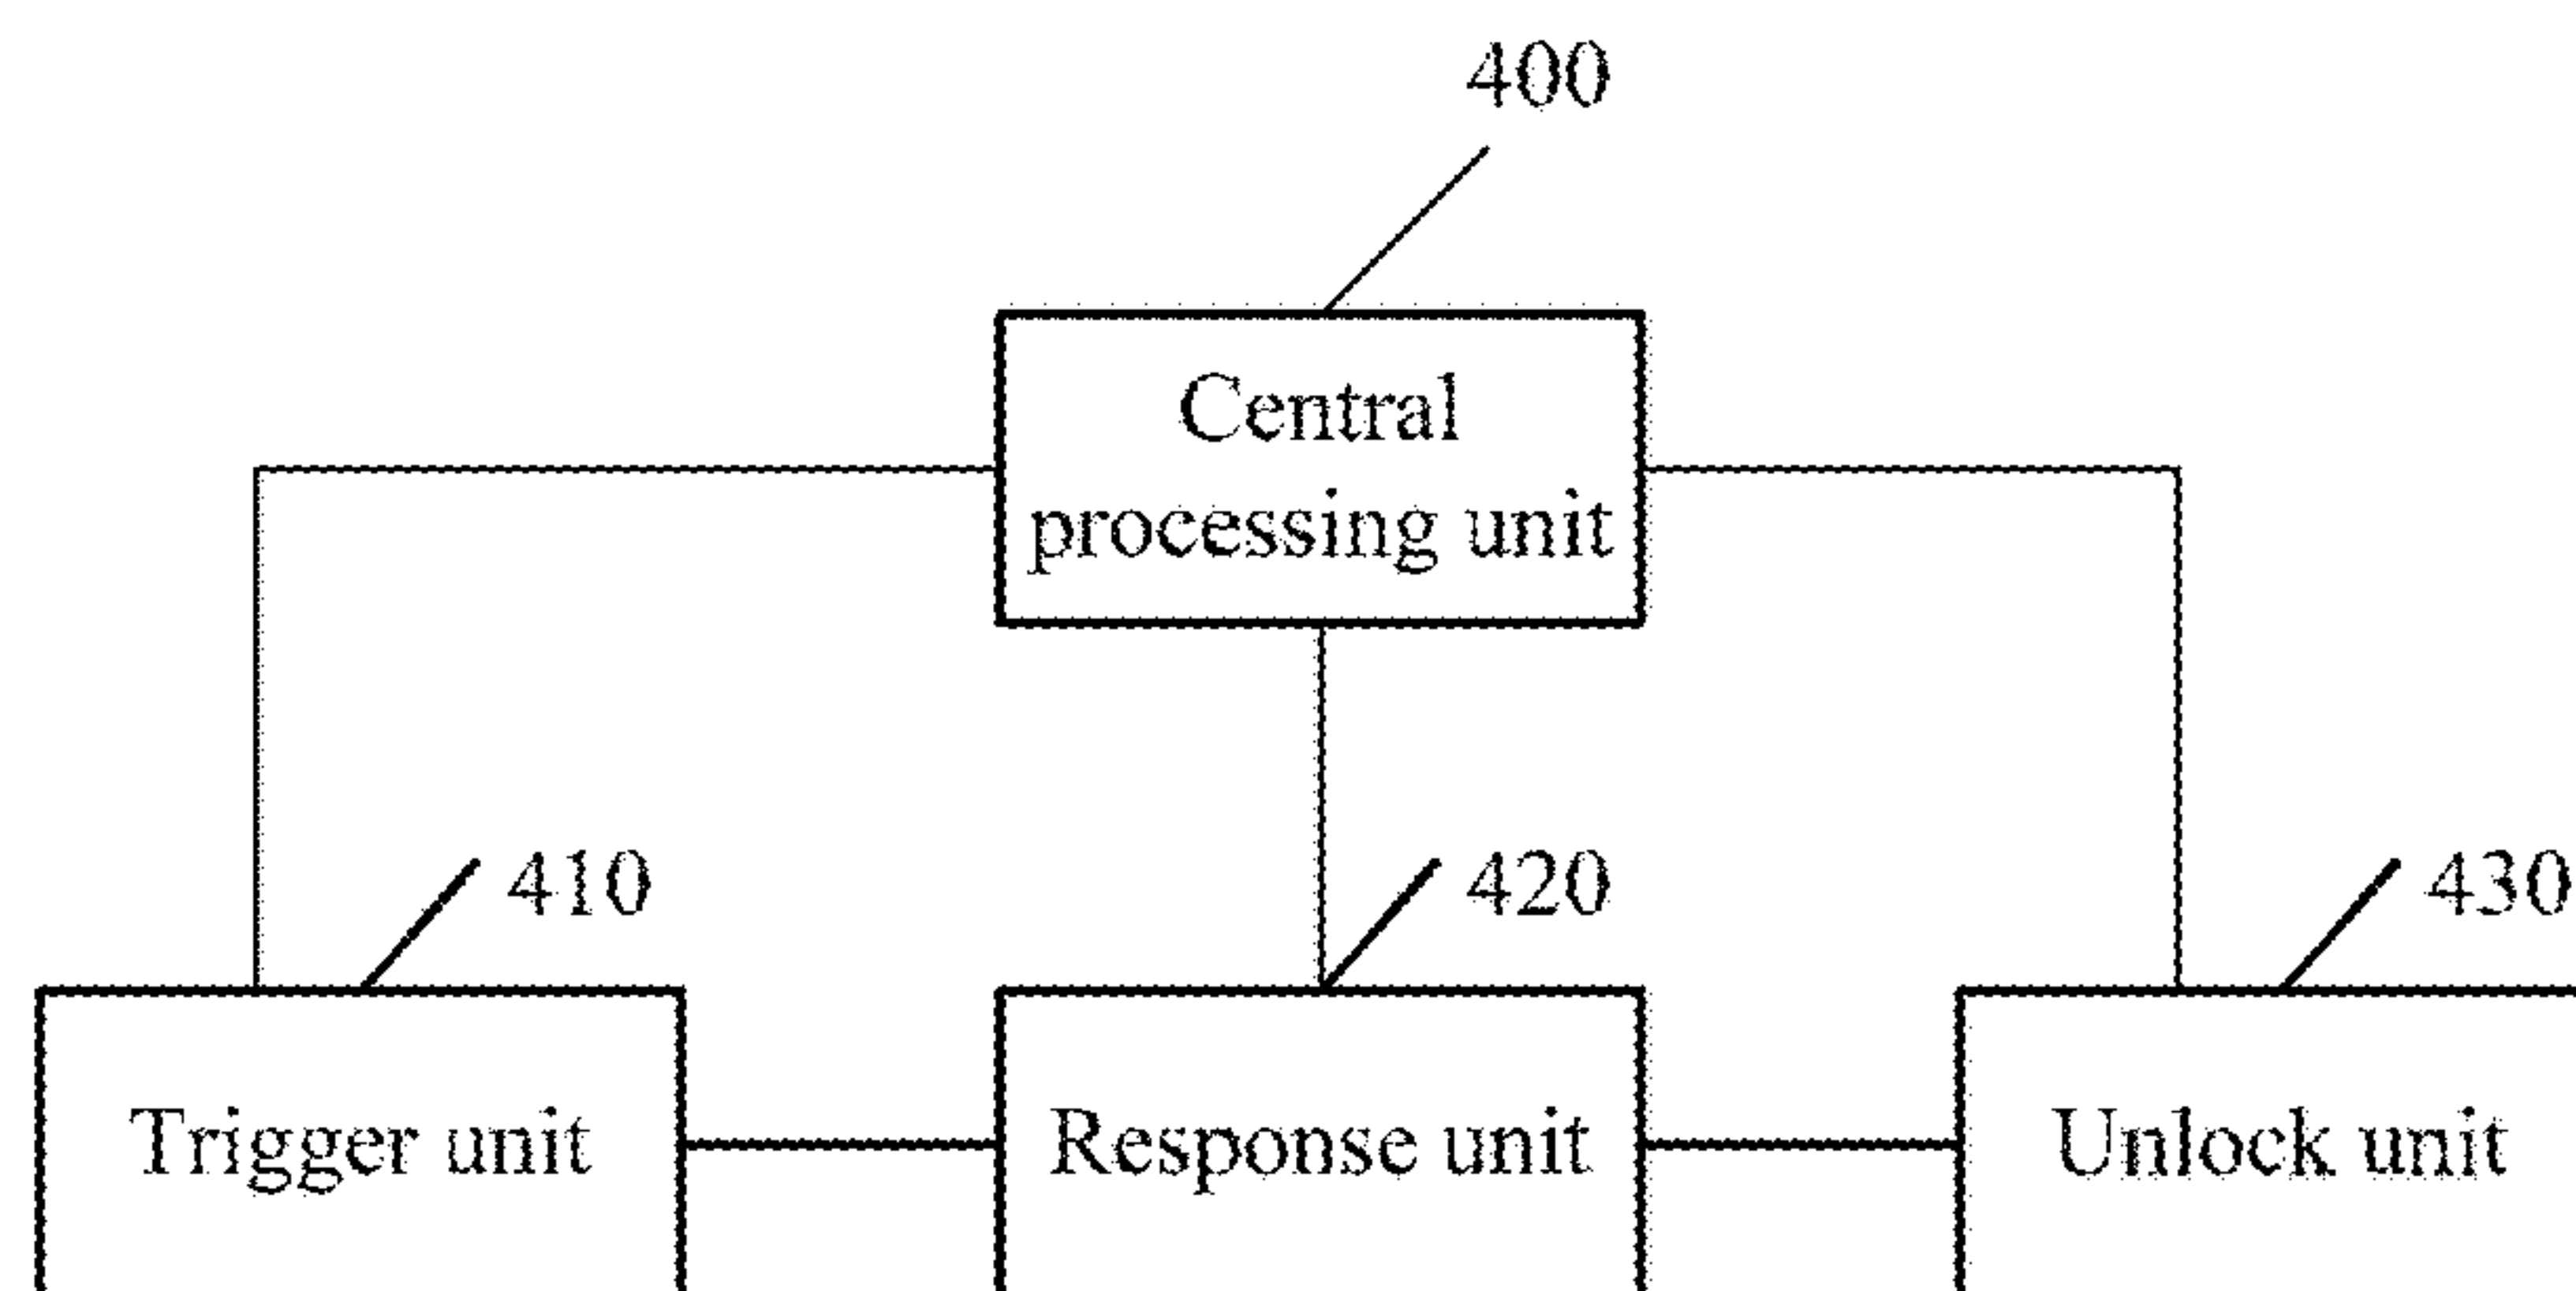 400
Central
processing unit
410
420
430
Trigger unit
Response unit
Unlock unit